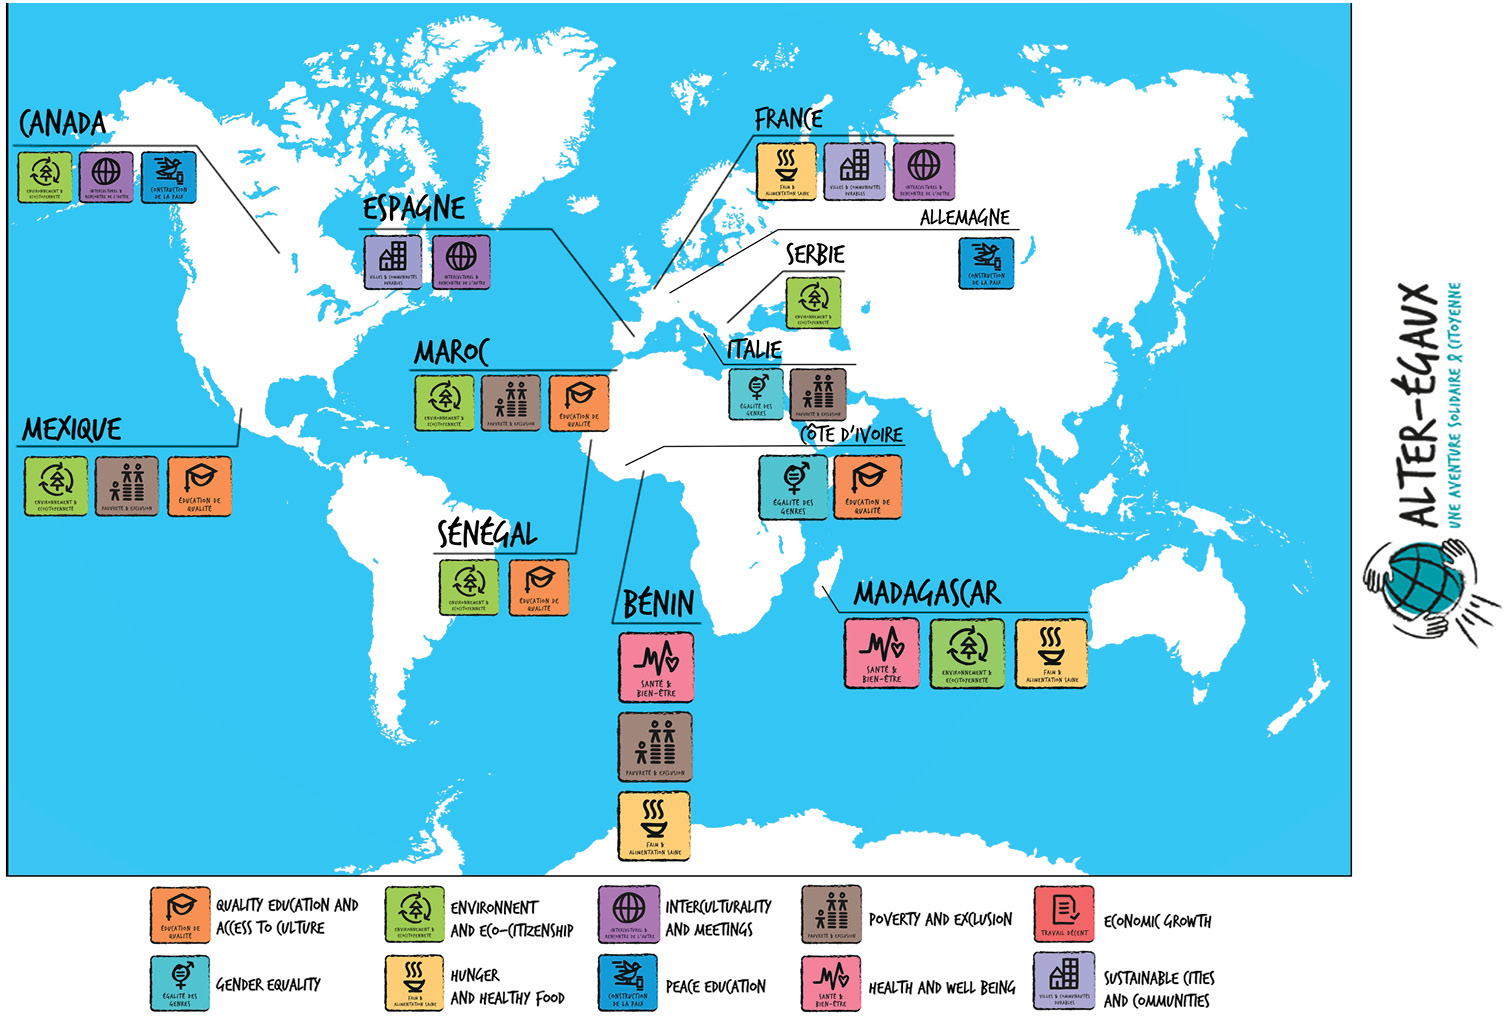 CANADA
ENVIRONNEMENT &
ECOCITOYENNETÉ
INTERCULTUREL &
RENCONTRE DE L'AUTRE
CONSTRUCTION
DE LA PAIX
FRANCE
FAIM &
ALIMENTATION SAINE
VILLES & COMMUNAUTÉS
DURABLES
INTERCULTUREL &
RENCONTRE DE L'AUTRE
ESPAGNE
VILLES & COMMUNAUTÉS
DURABLES
INTERCULTUREL &
RENCONTRE DE L'AUTRE
ALLEMAGNE
CONSTRUCTION
DE LA PAIX
SERBIE
ENVIRONNEMENT &
ECOCITOYENNETÉ
MAROC
ENVIRONNEMENT &
ECOCITOYENNETÉ
PAUVRETÉ & EXCLUSION
ÉDUCATION DE
QUALITÉ
ITALIE
ÉGALITÉ DES
GENRES
PAUVRETÉ & EXCLUSION
MEXIQUE
ENVIRONNEMENT &
ECOCITOYENNETÉ
PAUVRETÉ & EXCLUSION
ÉDUCATION DE
QUALITÉ
CÔTE D'IVOIRE
ÉGALITÉ DES
GENRES
ÉDUCATION DE
QUALITÉ
SÉNÉGAL
ENVIRONNEMENT &
ECOCITOYENNETÉ
ÉDUCATION DE
QUALITÉ
BÉNIN
SANTÉ &
BIEN-ÊTRE
PAUVRETÉ & EXCLUSION
FAIM &
ALIMENTATION SAINE
MADAGASCAR
SANTÉ &
BIEN-ÊTRE
ENVIRONNEMENT &
ECOCITOYENNETÉ
FAIM &
ALIMENTATION SAINE
ALTER-ÉGAUX
UNE AVENTURE SOLIDAIRE & CITOYENNE
ÉDUCATION DE
QUALITÉ
QUALITY EDUCATION AND
ACCESS TO CULTURE
ENVIRONNEMENT &
ECOCITOYENNETÉ
ENVIRONNENT
AND ECO-CITIZENSHIP
INTERCULTUREL &
RENCONTRE DE L'AUTRE
INTERCULTURALITY
AND MEETINGS
PAUVRETÉ & EXCLUSION
POVERTY AND EXCLUSION
TRAVAIL DÉCENT
ECONOMIC GROWTH
ÉGALITÉ DES
GENRES
GENDER EQUALITY
FAIM &
ALIMENTATION SAINE
HUNGER
AND HEALTHY FOOD
CONSTRUCTION
DE LA PAIX
PEACE EDUCATION
SANTÉ &
BIEN-ÊTRE
HEALTH AND WELL BEING
VILLES & COMMUNAUTÉS
DURABLES
SUSTAINABLE CITIES
AND COMMUNITIES